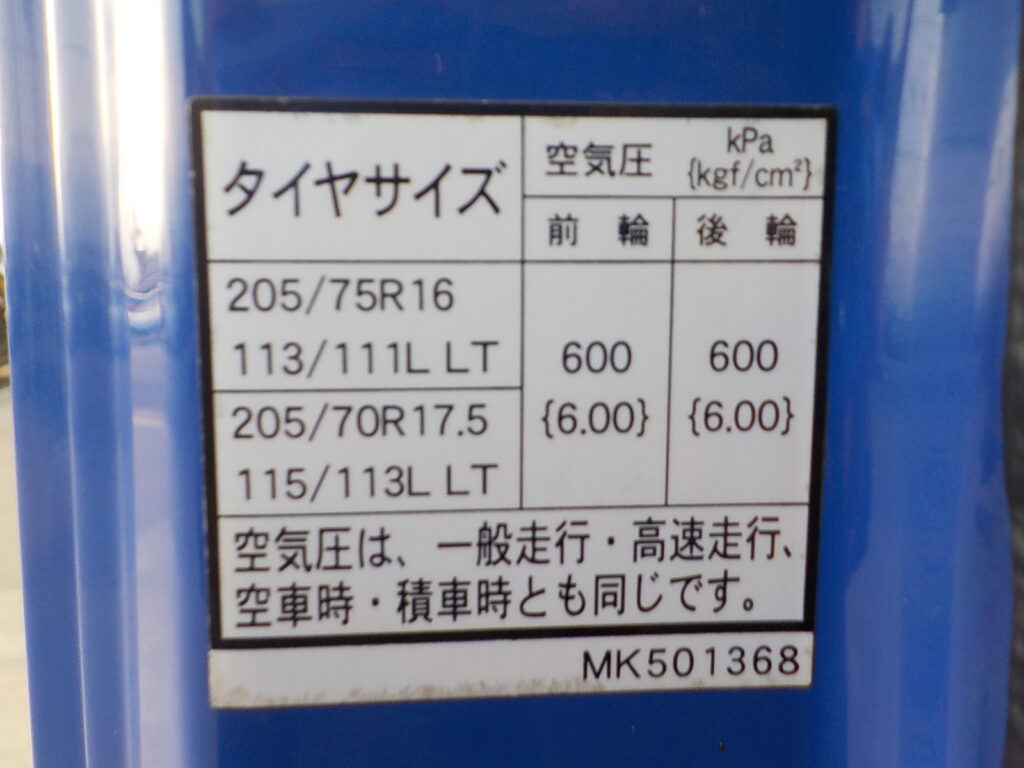 タイヤサイズ
空気圧
kPa
{kgf/cm²}
前輪
後輪
205/75R16
113/111L LT
205/70R17.5
115/113L LT
600
{6.00}
600
{6.00}
空気圧は、一般走行・高速走行、
空車時・積車時とも同じです。
MK501368